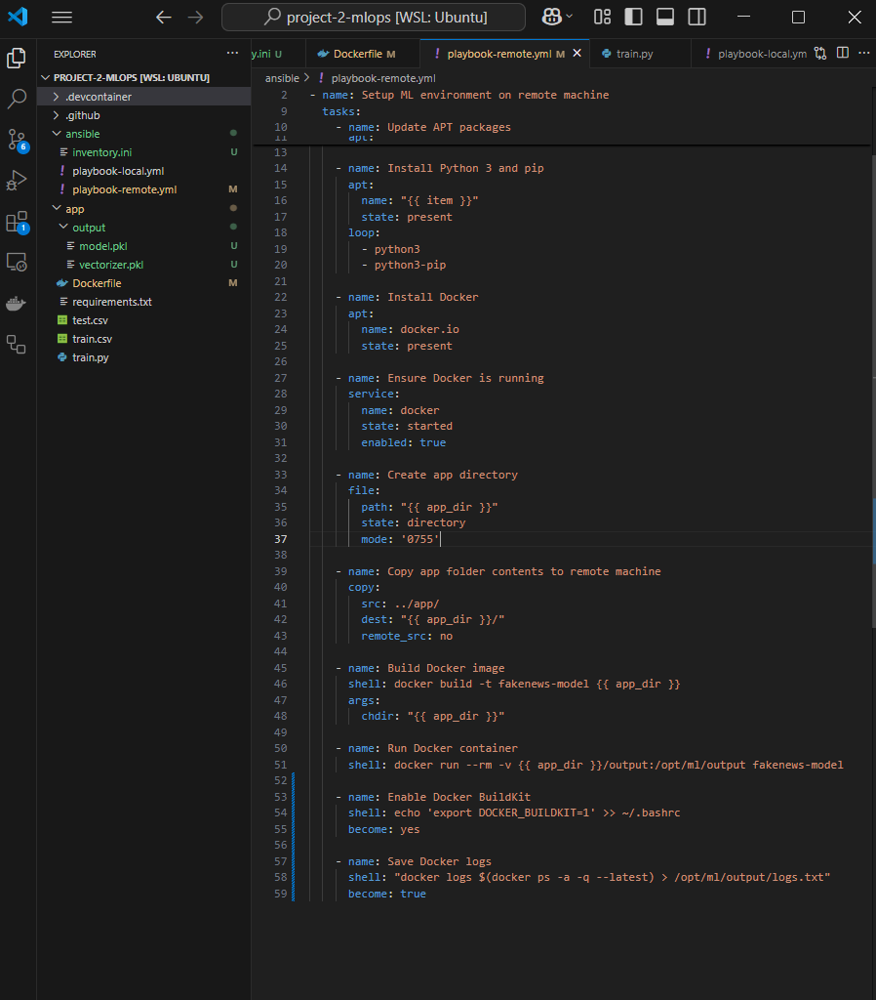 project-2-mlops [WSL: Ubuntu]
EXPLORER
···
y.ini U
Dockerfile M
! playbook-remote.yml M
train.py
! playbook-local.ym
···
PROJECT-2-MLOPS [WSL: UBUNTU]
.devcontainer
.github
ansible
inventory.ini U
! playbook-local.yml
! playbook-remote.yml M
app
output
model.pkl U
vectorizer.pkl U
Dockerfile M
requirements.txt
test.csv
train.csv
train.py
6
1
ansible > ! playbook-remote.yml
2 - name: Setup ML environment on remote machine
9 tasks:
10 - name: Update APT packages
11 apt:
13
14 - name: Install Python 3 and pip
15 apt:
16 name: "{{ item }}"
17 state: present
18 loop:
19 - python3
20 - python3-pip
21
22 - name: Install Docker
23 apt:
24 name: docker.io
25 state: present
26
27 - name: Ensure Docker is running
28 service:
29 name: docker
30 state: started
31 enabled: true
32
33 - name: Create app directory
34 file:
35 path: "{{ app_dir }}"
36 state: directory
37 mode: '0755'
38
39 - name: Copy app folder contents to remote machine
40 copy:
41 src: ../app/
42 dest: "{{ app_dir }}/"
43 remote_src: no
44
45 - name: Build Docker image
46 shell: docker build -t fakenews-model {{ app_dir }}
47 args:
48 chdir: "{{ app_dir }}"
49
50 - name: Run Docker container
51 shell: docker run --rm -v {{ app_dir }}/output:/opt/ml/output fakenews-model
52
53 - name: Enable Docker BuildKit
54 shell: echo 'export DOCKER_BUILDKIT=1' >> ~/.bashrc
55 become: yes
56
57 - name: Save Docker logs
58 shell: "docker logs $(docker ps -a -q --latest) > /opt/ml/output/logs.txt"
59 become: true